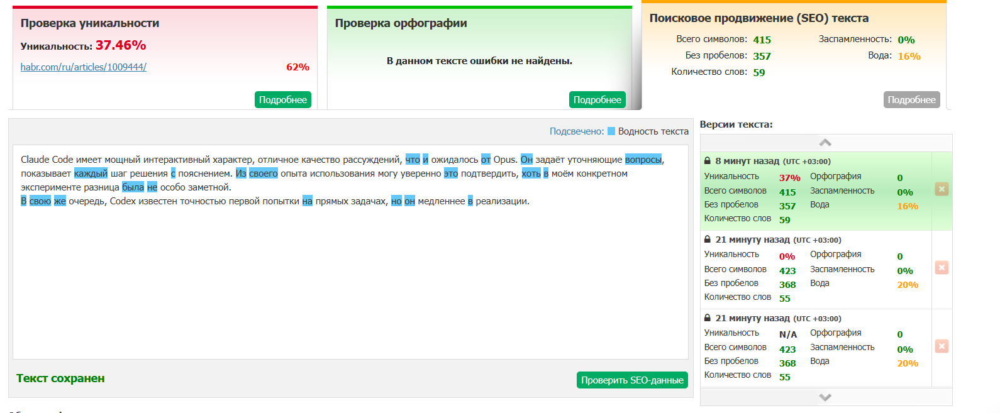 Проверка уникальности
Уникальность: 37.46%
habr.com/ru/articles/1009444/ 62%
Подробнее
Проверка орфографии
В данном тексте ошибки не найдены.
Подробнее
Поисковое продвижение (SEO) текста
Всего символов: 415 Заспамленность: 0%
Без пробелов: 357 Вода: 16%
Количество слов: 59
Подробнее
Подсвечено: Водность текста
Claude Code имеет мощный интерактивный характер, отличное качество рассуждений, что и ожидалось от Opus. Он задаёт уточняющие вопросы,
показывает каждый шаг решения с пояснением. Из своего опыта использования могу уверенно это подтвердить, хоть в моём конкретном
эксперименте разница была не особо заметной.
В свою же очередь, Codex известен точностью первой попытки на прямых задачах, но он медленнее в реализации.
Текст сохранен
Проверить SEO-данные
Версии текста:
8 минут назад (UTC +03:00)
Уникальность 37% Орфография 0
Всего символов 415 Заспамленность 0%
Без пробелов 357 Вода 16%
Количество слов 59
21 минуту назад (UTC +03:00)
Уникальность 0% Орфография 0
Всего символов 423 Заспамленность 0%
Без пробелов 368 Вода 20%
Количество слов 55
21 минуту назад (UTC +03:00)
Уникальность N/A Орфография 0
Всего символов 423 Заспамленность 0%
Без пробелов 368 Вода 20%
Количество слов 55